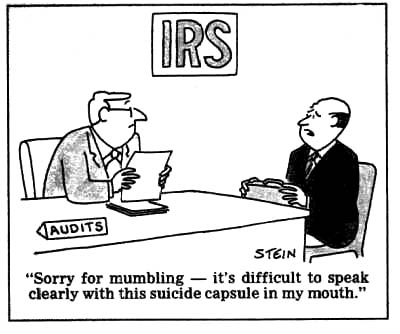 IRS
AUDITS
STEIN
“Sorry for mumbling — it's difficult to speak
clearly with this suicide capsule in my mouth.”